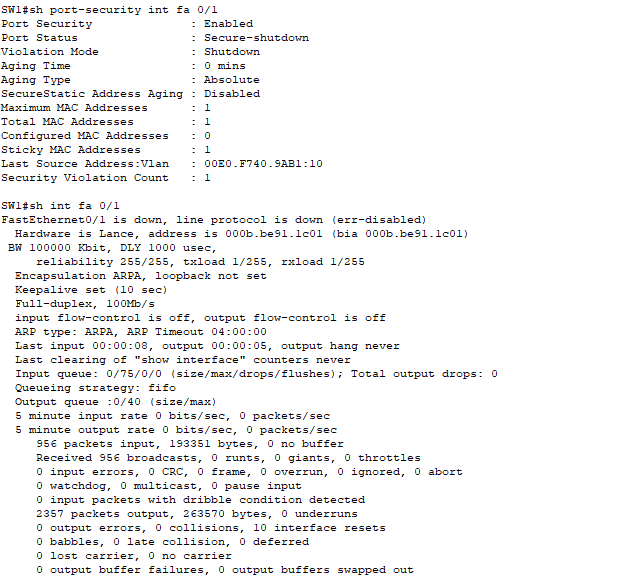 SW1#sh port-security int fa 0/1
Port Security              : Enabled
Port Status                : Secure-shutdown
Violation Mode             : Shutdown
Aging Time                 : 0 mins
Aging Type                 : Absolute
SecureStatic Address Aging : Disabled
Maximum MAC Addresses      : 1
Total MAC Addresses        : 1
Configured MAC Addresses   : 0
Sticky MAC Addresses       : 1
Last Source Address:Vlan   : 00E0.F740.9AB1:10
Security Violation Count   : 1

SW1#sh int fa 0/1
FastEthernet0/1 is down, line protocol is down (err-disabled)
  Hardware is Lance, address is 000b.be91.1c01 (bia 000b.be91.1c01)
 BW 100000 Kbit, DLY 1000 usec,
     reliability 255/255, txload 1/255, rxload 1/255
  Encapsulation ARPA, loopback not set
  Keepalive set (10 sec)
  Full-duplex, 100Mb/s
  input flow-control is off, output flow-control is off
  ARP type: ARPA, ARP Timeout 04:00:00
  Last input 00:00:08, output 00:00:05, output hang never
  Last clearing of "show interface" counters never
  Input queue: 0/75/0/0 (size/max/drops/flushes); Total output drops: 0
  Queueing strategy: fifo
  Output queue :0/40 (size/max)
  5 minute input rate 0 bits/sec, 0 packets/sec
  5 minute output rate 0 bits/sec, 0 packets/sec
     956 packets input, 193351 bytes, 0 no buffer
     Received 956 broadcasts, 0 runts, 0 giants, 0 throttles
     0 input errors, 0 CRC, 0 frame, 0 overrun, 0 ignored, 0 abort
     0 watchdog, 0 multicast, 0 pause input
     0 input packets with dribble condition detected
     2357 packets output, 263570 bytes, 0 underruns
     0 output errors, 0 collisions, 10 interface resets
     0 babbles, 0 late collision, 0 deferred
     0 lost carrier, 0 no carrier
     0 output buffer failures, 0 output buffers swapped out